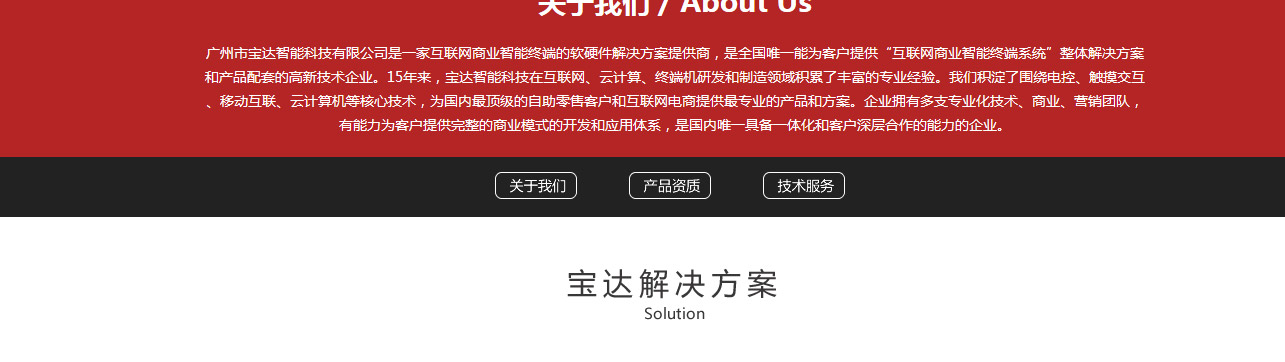 关于我们 / About Us
广州市宝达智能科技有限公司是一家互联网商业智能终端的软硬件解决方案提供商，是全国唯一能为客户提供“互联网商业智能终端系统”整体解决方案
和产品配套的高新技术企业。15年来，宝达智能科技在互联网、云计算、终端机研发和制造领域积累了丰富的专业经验。我们积淀了围绕电控、触摸交互
、移动互联、云计算机等核心技术，为国内最顶级的自助零售客户和互联网电商提供最专业的产品和方案。企业拥有多支专业化技术、商业、营销团队，
有能力为客户提供完整的商业模式的开发和应用体系，是国内唯一具备一体化和客户深层合作的能力的企业。
关于我们 产品资质 技术服务
宝达解决方案
Solution